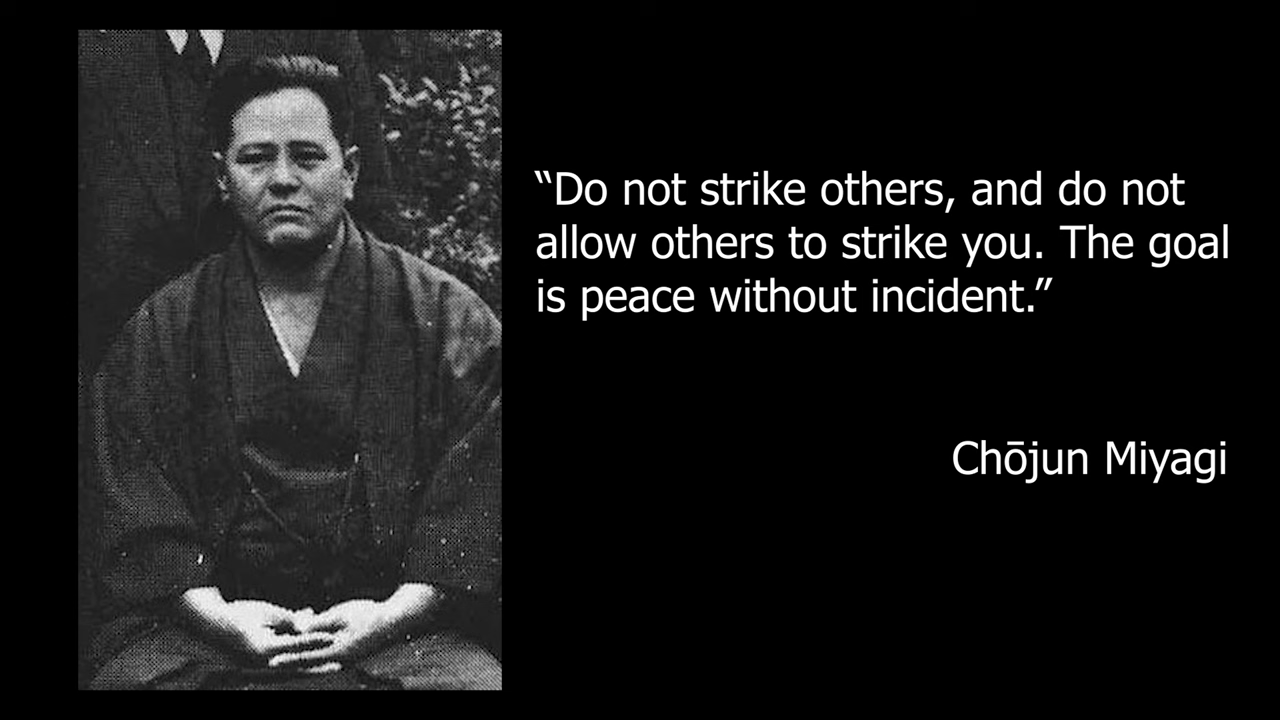 “Do not strike others, and do not
allow others to strike you. The goal
is peace without incident.”
Chōjun Miyagi